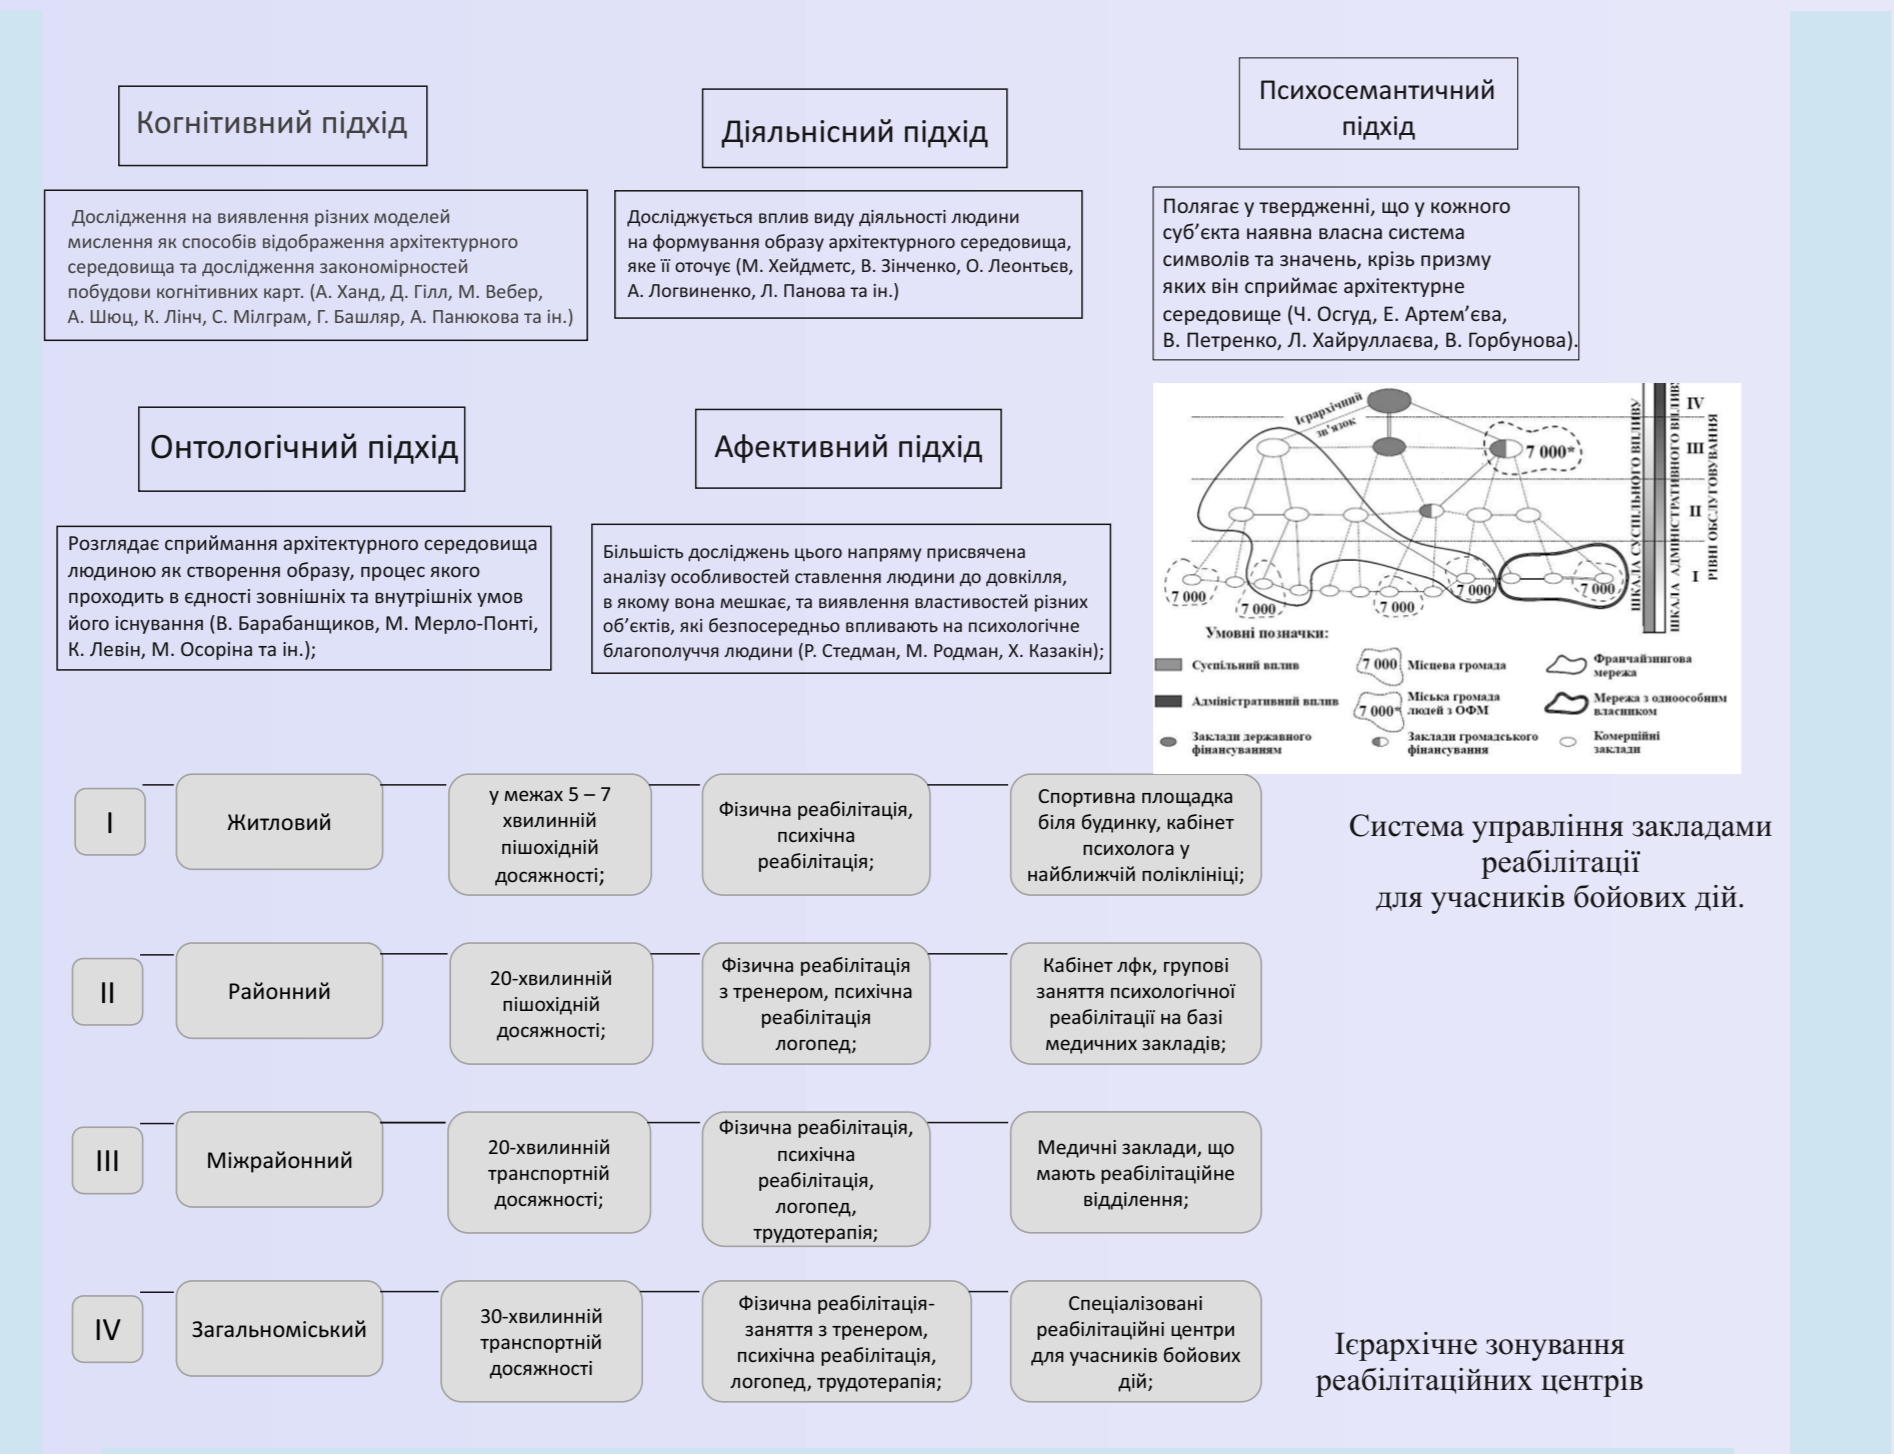 Когнітивний підхід
Дослідження на виявлення різних моделей
мислення як способів відображення архітектурного
середовища та дослідження закономірностей
побудови когнітивних карт. (А. Ханд, Д. Гілл, М. Вебер,
А. Шюц, К. Лінч, С. Мілграм, Г. Башляр, А. Панюкова та ін.)
Діяльнісний підхід
Досліджується вплив виду діяльності людини
на формування образу архітектурного середовища,
яке її оточує (М. Хейдметс, В. Зінченко, О. Леонтьєв,
А. Логвиненко, Л. Панова та ін.)
Психосемантичний
підхід
Полягає у твердженні, що у кожного
суб’єкта наявна власна система
символів та значень, крізь призму
яких він сприймає архітектурне
середовище (Ч. Осгуд, Е. Артем’єва,
В. Петренко, Л. Хайруллаєва, В. Горбунова).
Онтологічний підхід
Розглядає сприймання архітектурного середовища
людиною як створення образу, процес якого
проходить в єдності зовнішніх та внутрішніх умов
його існування (В. Барабанщиков, М. Мерло-Понті,
К. Левін, М. Осоріна та ін.);
Афективний підхід
Більшість досліджень цього напряму присвячена
аналізу особливостей ставлення людини до довкілля,
в якому вона мешкає, та виявлення властивостей різних
об’єктів, які безпосередньо впливають на психологічне
благополуччя людини (Р. Стедман, М. Родман, Х. Казакін);
Ієрархічний
зв'язок
7 000*
7 000
7 000
7 000
7 000
7 000
ШКАЛА СУСПІЛЬНОГО ВПЛИВУ
ШКАЛА АДМІНІСТРАТИВНОГО ВПЛИВУ
IV
III
II
I
РІВНІ ОБСЛУГОВУВАННЯ
Умовні позначки:
Суспільний вплив
7 000
Місцева громада
Франчайзингова
мережа
Адміністративний вплив
7 000*
Міська громада
людей з ОФМ
Мережа з одноособним
власником
Заклади державного
фінансуванням
Заклади громадського
фінансування
Комерційні
заклади
I
Житловий
у межах 5 – 7
хвилинній
пішохідній
досяжності;
Фізична реабілітація,
психічна
реабілітація;
Спортивна площадка
біля будинку, кабінет
психолога у
найближчій поліклініці;
Система управління закладами
реабілітації
для учасників бойових дій.
II
Районний
20-хвилинній
пішохідній
досяжності;
Фізична реабілітація
з тренером, психічна
реабілітація
логопед;
Кабінет лфк, групові
заняття психологічної
реабілітації на базі
медичних закладів;
III
Міжрайонний
20-хвилинній
транспортній
досяжності;
Фізична реабілітація,
психічна
реабілітація,
логопед,
трудотерапія;
Медичні заклади, що
мають реабілітаційне
відділення;
IV
Загальноміський
30-хвилинній
транспортній
досяжності
Фізична реабілітація-
заняття з тренером,
психічна реабілітація,
логопед, трудотерапія;
Спеціалізовані
реабілітаційні центри
для учасників бойових
дій;
Ієрархічне зонування
реабілітаційних центрів